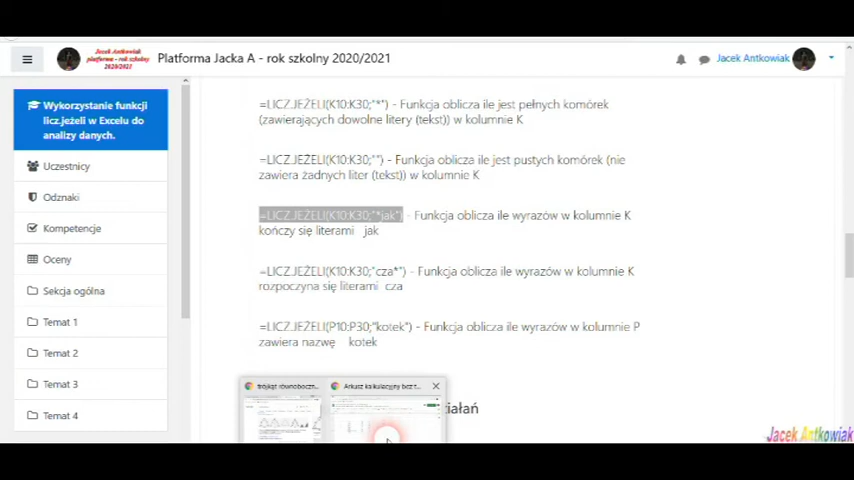 Jacek Antkowiak
platforma - rok szkolny
2020/2021
Platforma Jacka A - rok szkolny 2020/2021
Jacek Antkowiak
Wykorzystanie funkcji
licz.jeżeli w Excelu do
analizy danych.
Uczestnicy
Odznaki
Kompetencje
Oceny
Sekcja ogólna
Temat 1
Temat 2
Temat 3
Temat 4
=LICZ.JEŻELI(K10:K30;"*") - Funkcja oblicza ile jest pełnych komórek
(zawierających dowolne litery (tekst)) w kolumnie K
=LICZ.JEŻELI(K10:K30;"") - Funkcja oblicza ile jest pustych komórek (nie
zawiera żadnych liter (tekst)) w kolumnie K
=LICZ.JEŻELI(K10:K30;"*jak") - Funkcja oblicza ile wyrazów w kolumnie K
kończy się literami jak
=LICZ.JEŻELI(K10:K30;"cza*") - Funkcja oblicza ile wyrazów w kolumnie K
rozpoczyna się literami cza
=LICZ.JEŻELI(P10:P30;"kotek") - Funkcja oblicza ile wyrazów w kolumnie P
zawiera nazwę kotek
trójkąt równoboczn...
Arkusz kalkulacyjny bez t...
iałań
Jacek Antkowiak